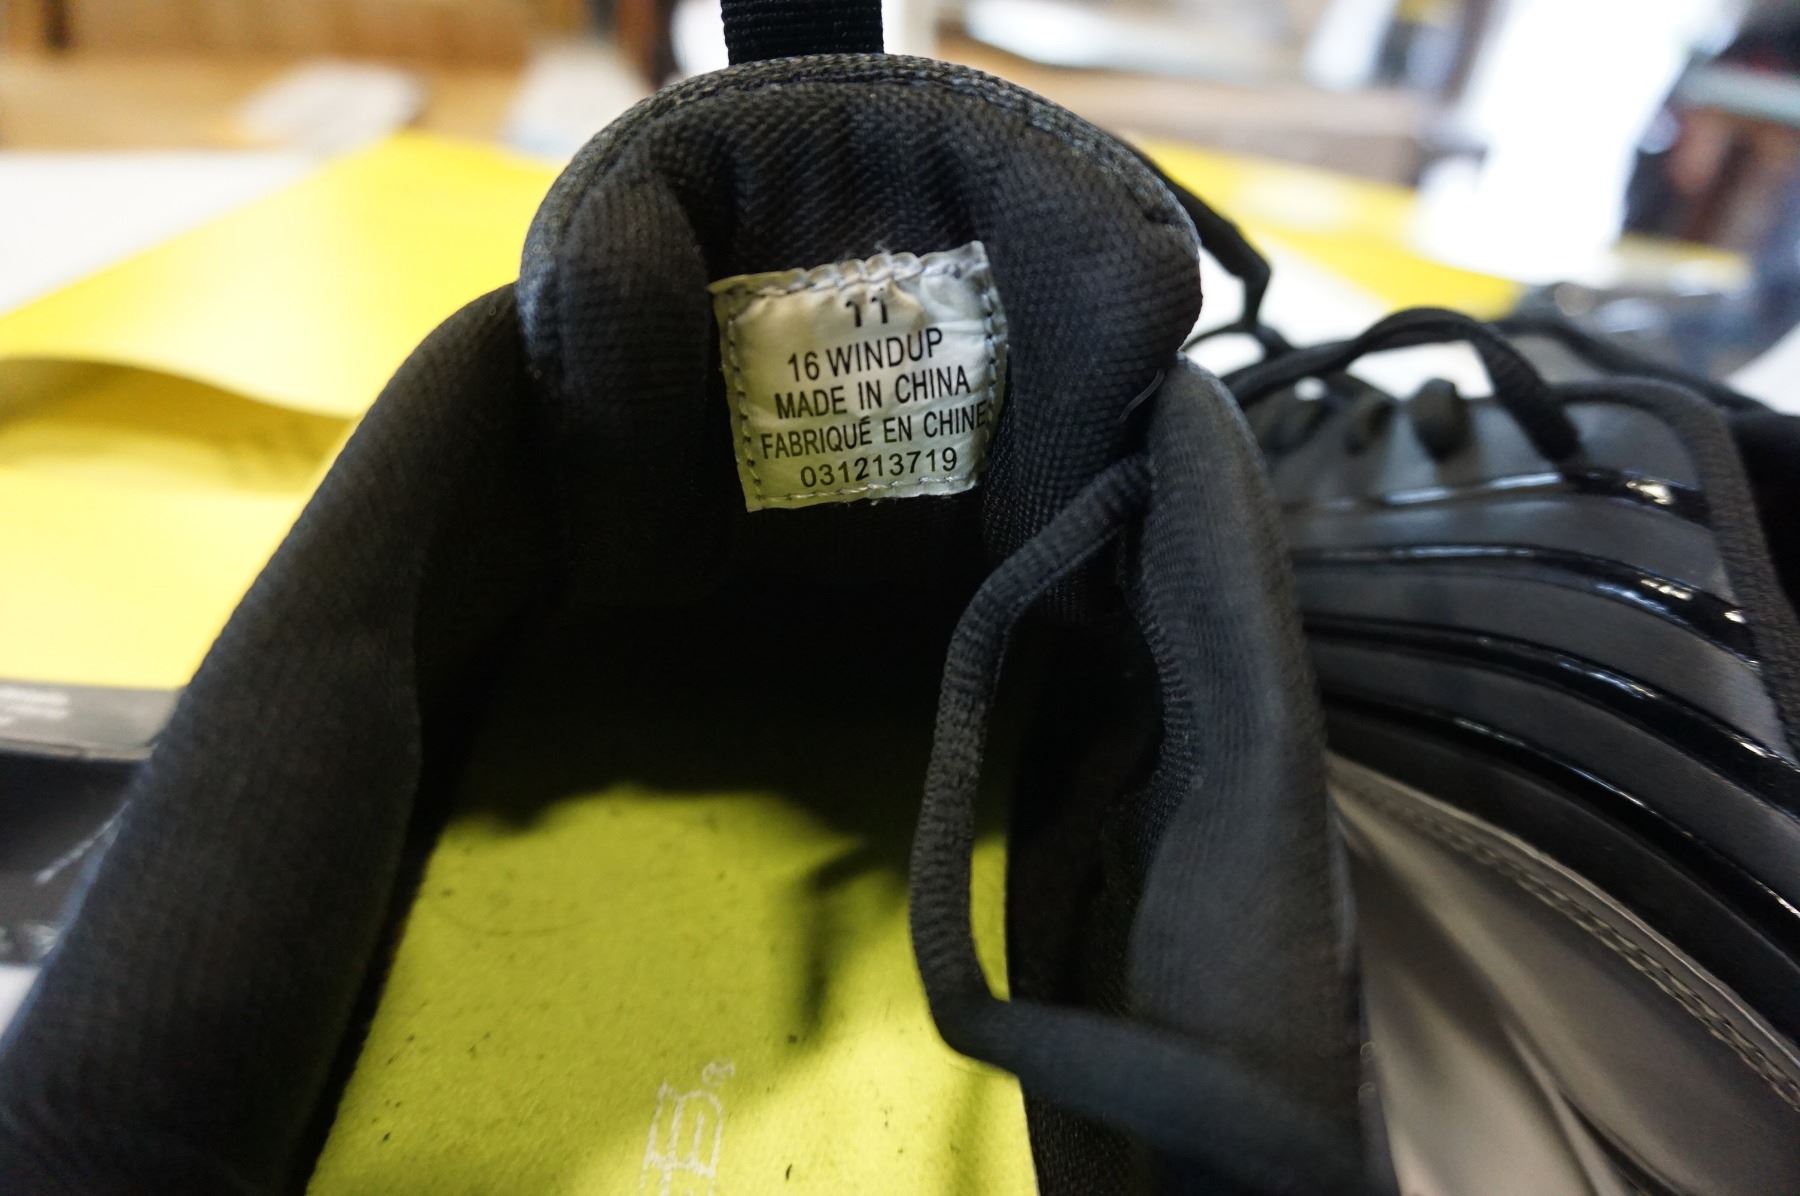 11
16 WINDUP
MADE IN CHINA
FABRIQUÉ EN CHINE
031213719
B®